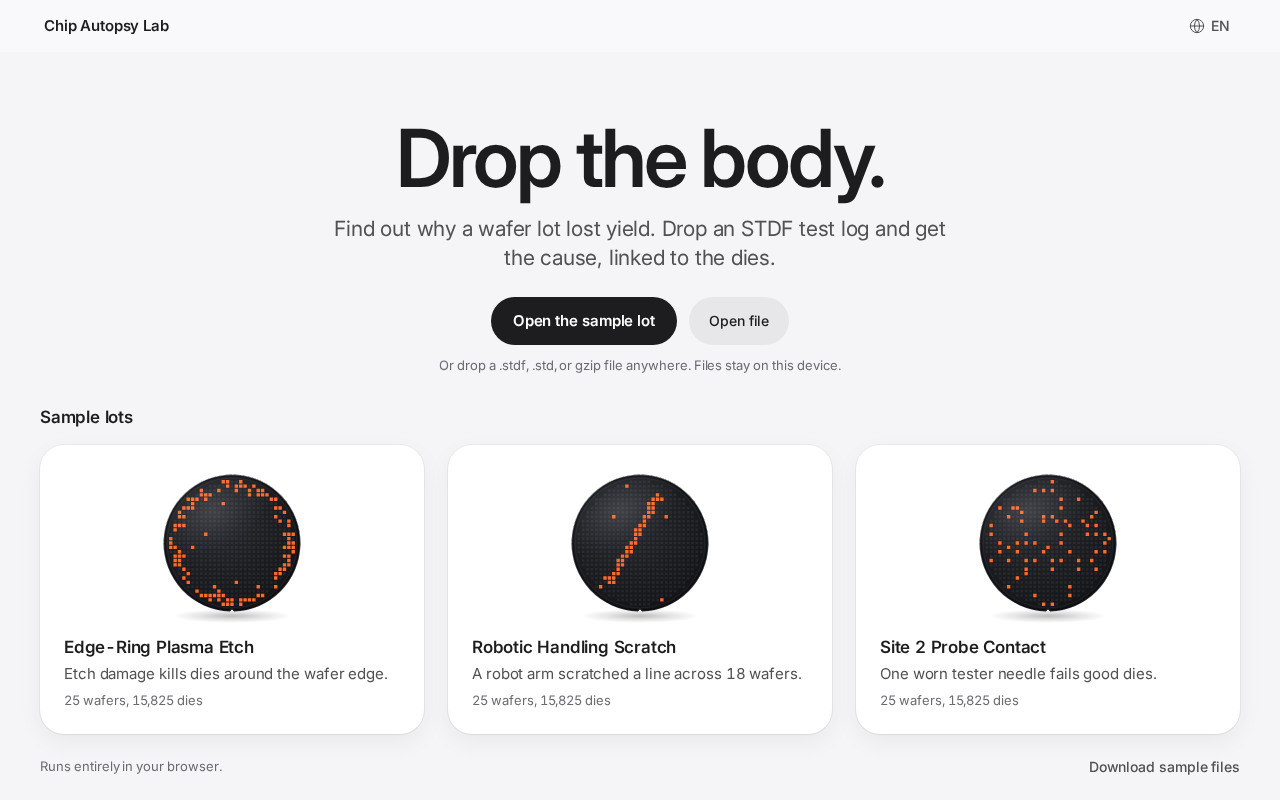 Chip Autopsy Lab
EN
Drop the body.
Find out why a wafer lot lost yield. Drop an STDF test log and get
the cause, linked to the dies.
Open the sample lot
Open file
Or drop a .stdf, .std, or gzip file anywhere. Files stay on this device.
Sample lots
Edge-Ring Plasma Etch
Etch damage kills dies around the wafer edge.
25 wafers, 15,825 dies
Robotic Handling Scratch
A robot arm scratched a line across 18 wafers.
25 wafers, 15,825 dies
Site 2 Probe Contact
One worn tester needle fails good dies.
25 wafers, 15,825 dies
Runs entirely in your browser.
Download sample files